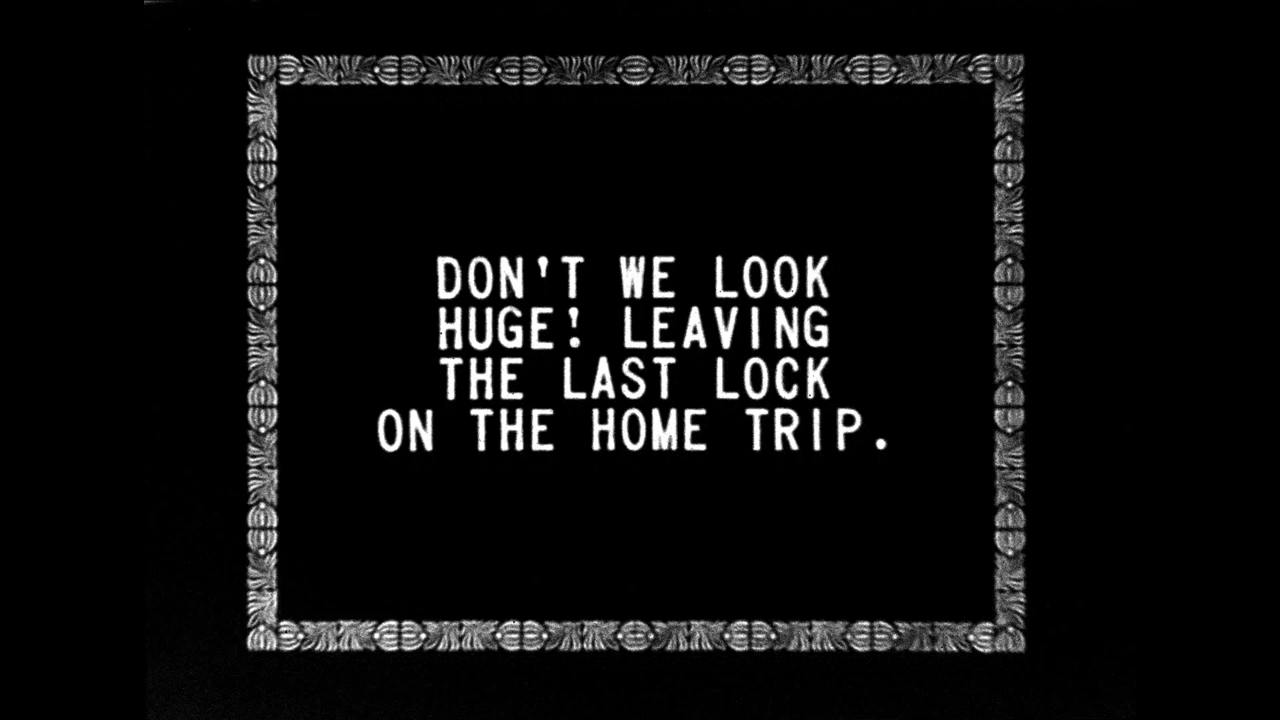 DON'T WE LOOK
HUGE! LEAVING
THE LAST LOCK
ON THE HOME TRIP.